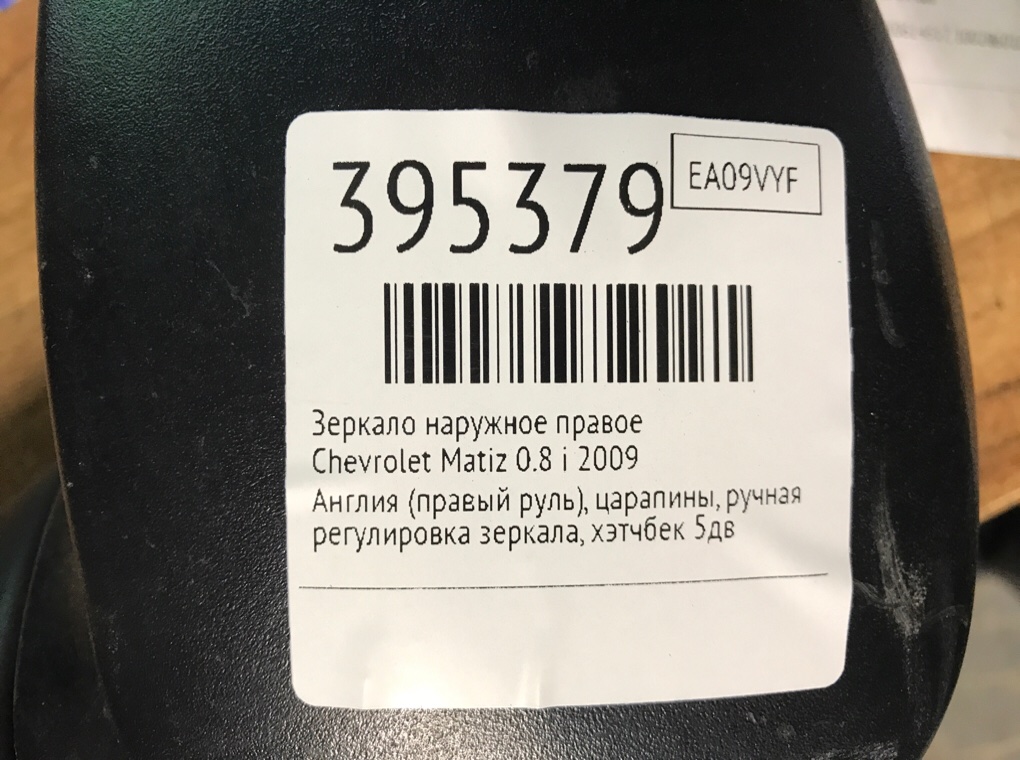 395379
EA09VYF
Зеркало наружное правое
Chevrolet Matiz 0.8 i 2009
Англия (правый руль), царапины, ручная
регулировка зеркала, хэтчбек 5дв